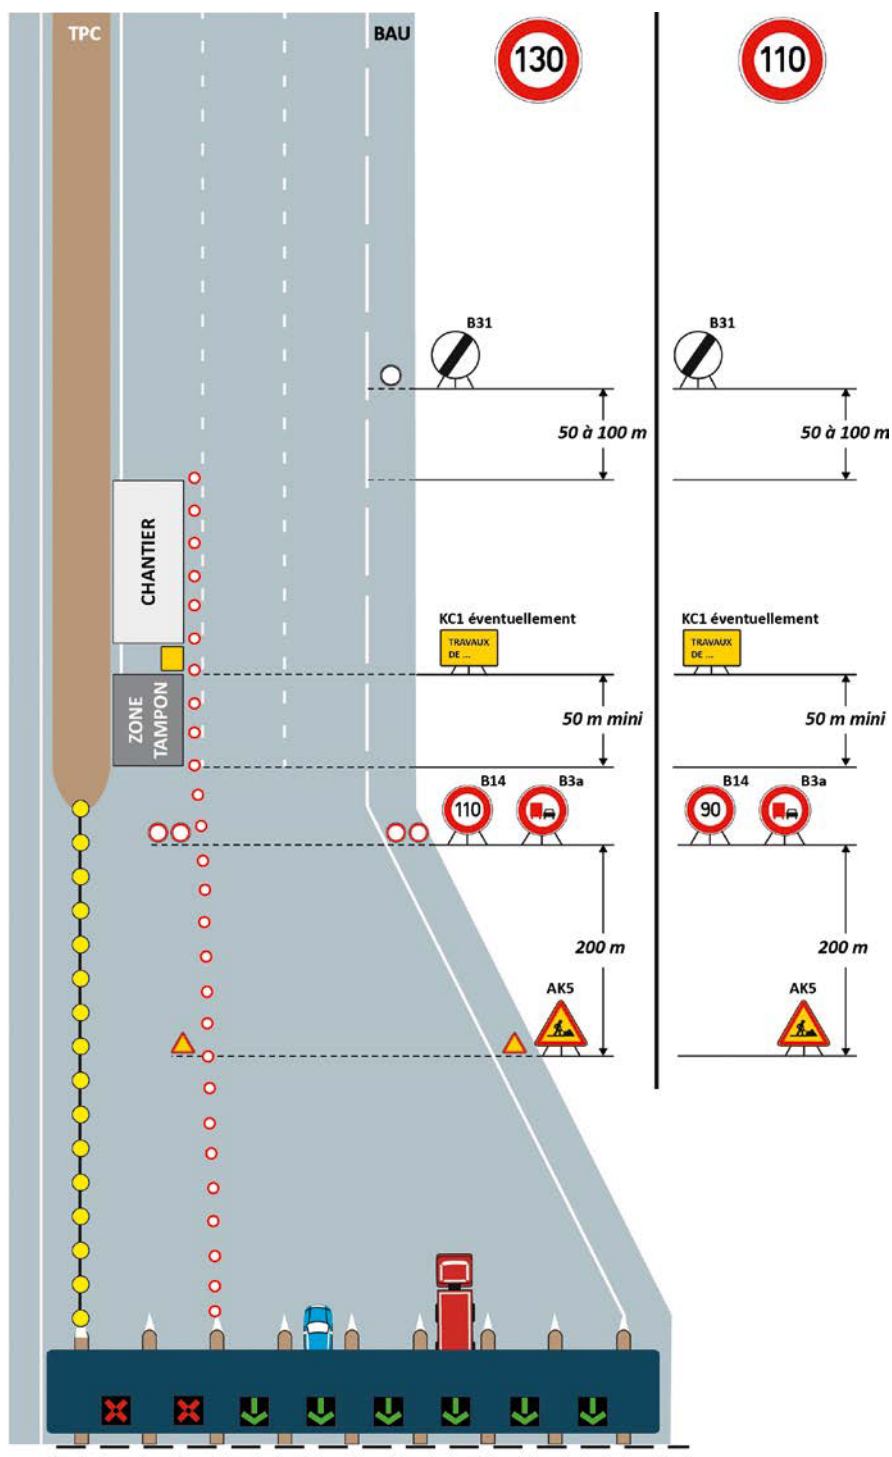 TPC
BAU
130
110
B31
B31
50 à 100 m
50 à 100 m
CHANTIER
KC1 éventuellement
KC1 éventuellement
TRAVAUX
DE ...
TRAVAUX
DE ...
ZONE
TAMPON
50 m mini
50 m mini
B14
B3a
B14
B3a
110
90
200 m
200 m
AK5
AK5